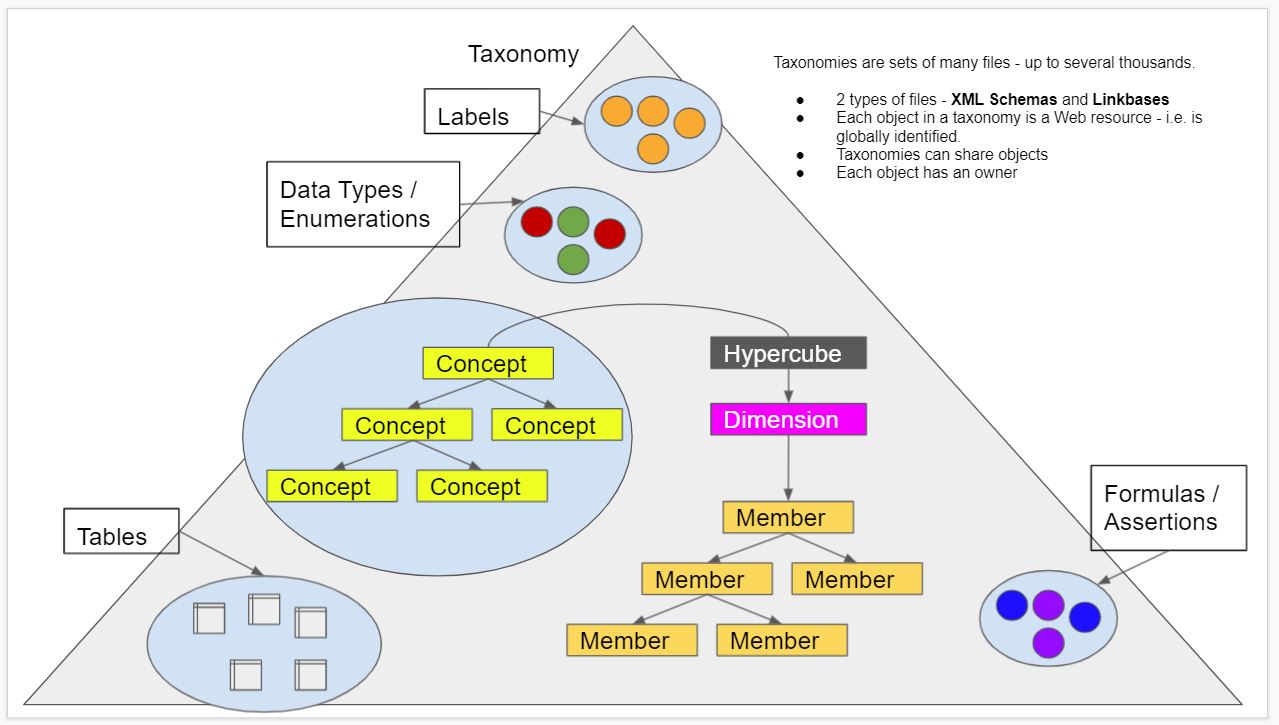 Taxonomy
Taxonomies are sets of many files - up to several thousands.
● 2 types of files - XML Schemas and Linkbases
● Each object in a taxonomy is a Web resource - i.e. is
globally identified.
● Taxonomies can share objects
● Each object has an owner
Labels
Data Types /
Enumerations
Concept
Concept
Concept
Concept
Concept
Hypercube
Dimension
Member
Member
Member
Member
Member
Tables
Formulas /
Assertions